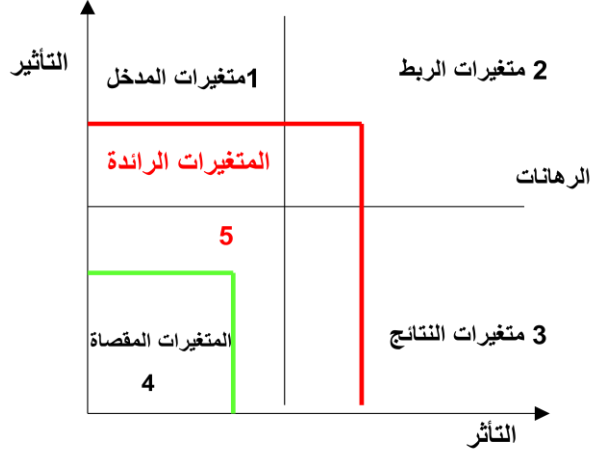 التأثير
1متغيرات المدخل
2 متغيرات الربط
المتغيرات الرائدة
الرهانات
5
3 متغيرات النتائج
المتغيرات المقصاة
4
التأثر